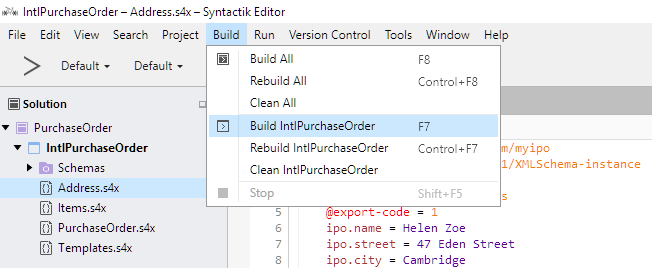 IntlPurchaseOrder – Address.s4x – Syntactik Editor
File Edit View Search Project Build Run Version Control Tools Window Help
Default Default
Build All F8
Rebuild All Control+F8
Clean All
Build IntlPurchaseOrder F7
Rebuild IntlPurchaseOrder Control+F7
Clean IntlPurchaseOrder
Stop Shift+F5
Solution
PurchaseOrder
IntlPurchaseOrder
Schemas
Address.s4x
Items.s4x
PurchaseOrder.s4x
Templates.s4x
/myipo
1/XMLSchema-instance
s
5 @export-code = 1
6 ipo.name = Helen Zoe
7 ipo.street = 47 Eden Street
8 ipo.city = Cambridge